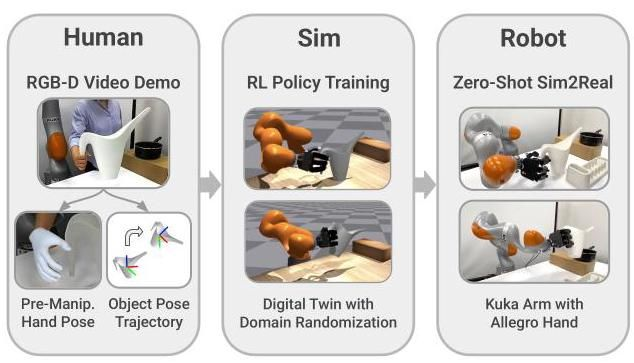 Human
RGB-D Video Demo
Pre-Manip.
Hand Pose
Object Pose
Trajectory
Sim
RL Policy Training
Digital Twin with
Domain Randomization
Robot
Zero-Shot Sim2Real
Kuka Arm with
Allegro Hand